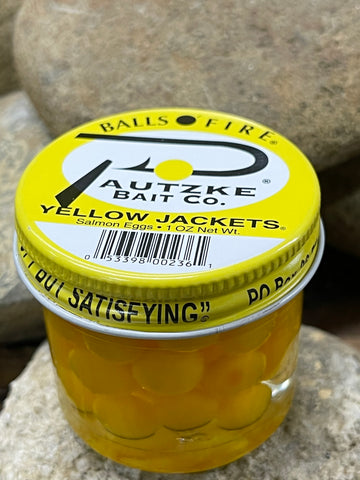 BALLS O' FIRE®
PAUTZKE®
BAIT CO.
YELLOW JACKETS®
Salmon Eggs • 1 OZ Net Wt.
0 53398 00236 1
BUT SATISFYING"
P.O. BOX